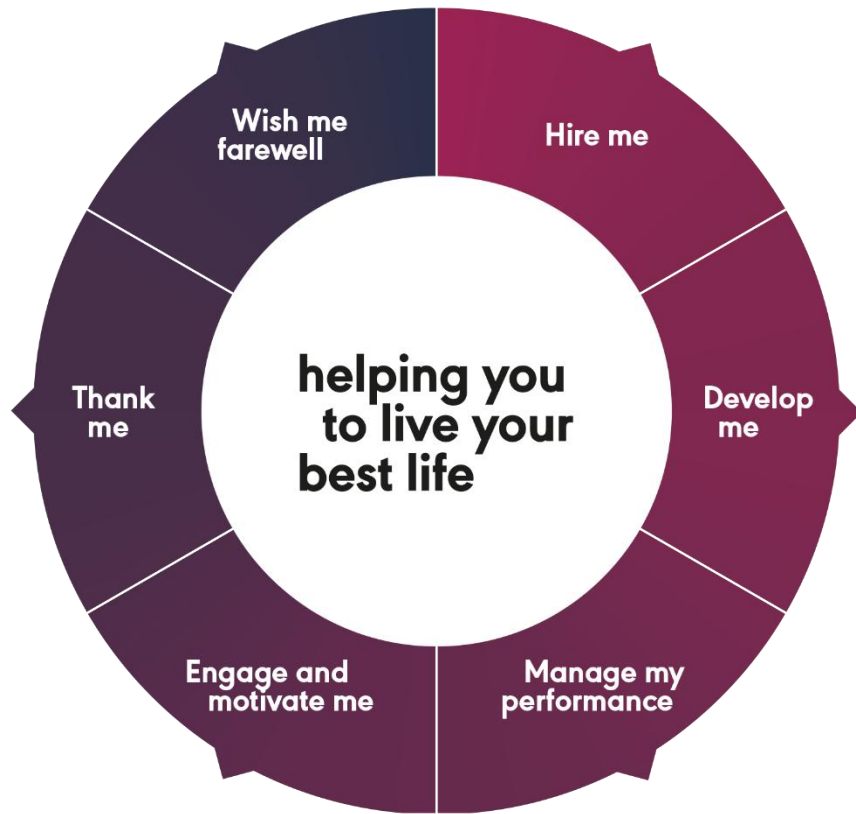 Hire me
Develop
me
Manage my
performance
Engage and
motivate me
Thank
me
Wish me
farewell
helping you
to live your
best life